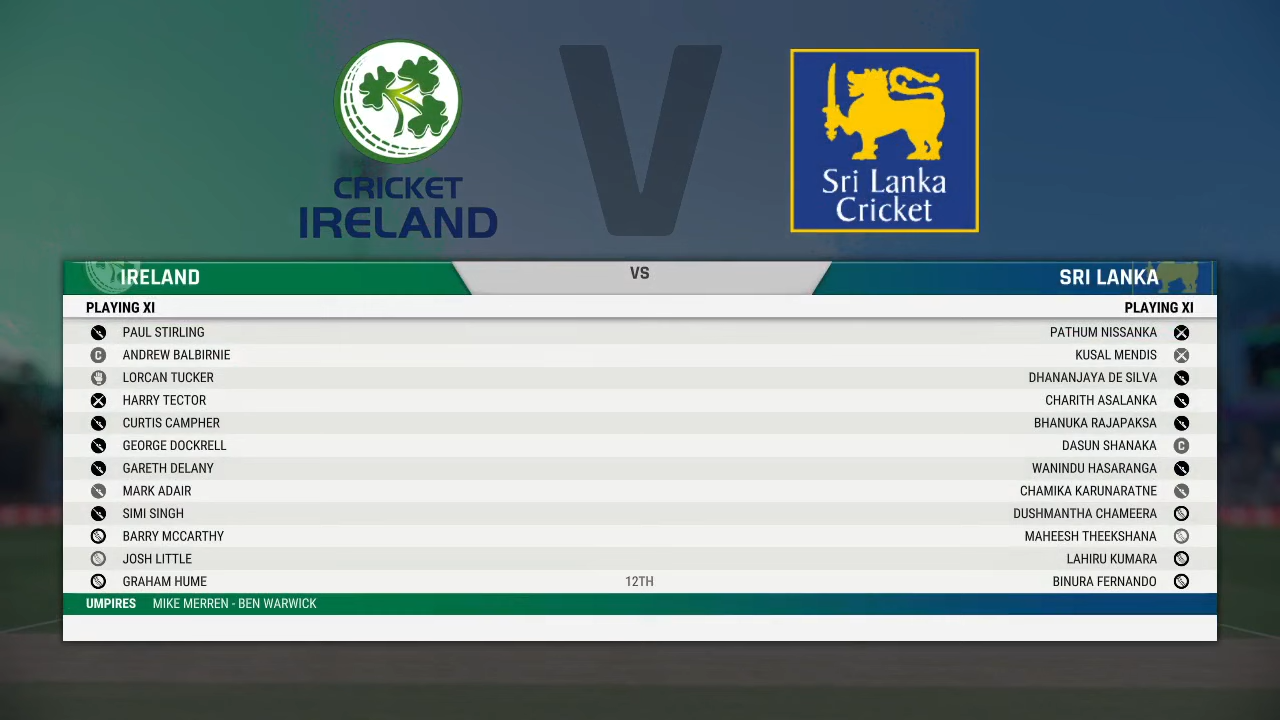 V
CRICKET
IRELAND
Sri Lanka
Cricket
IRELAND VS SRI LANKA
PLAYING XI PLAYING XI
PAUL STIRLING PATHUM NISSANKA
C ANDREW BALBIRNIE KUSAL MENDIS
LORCAN TUCKER DHANANJAYA DE SILVA
HARRY TECTOR CHARITH ASALANKA
CURTIS CAMPHER BHANUKA RAJAPAKSA
GEORGE DOCKRELL DASUN SHANAKA C
GARETH DELANY WANINDU HASARANGA
MARK ADAIR CHAMIKA KARUNARATNE
SIMI SINGH DUSHMANTHA CHAMEERA
BARRY MCCARTHY MAHEESH THEEKSHANA
JOSH LITTLE LAHIRU KUMARA
GRAHAM HUME 12TH BINURA FERNANDO
UMPIRES MIKE MERREN - BEN WARWICK